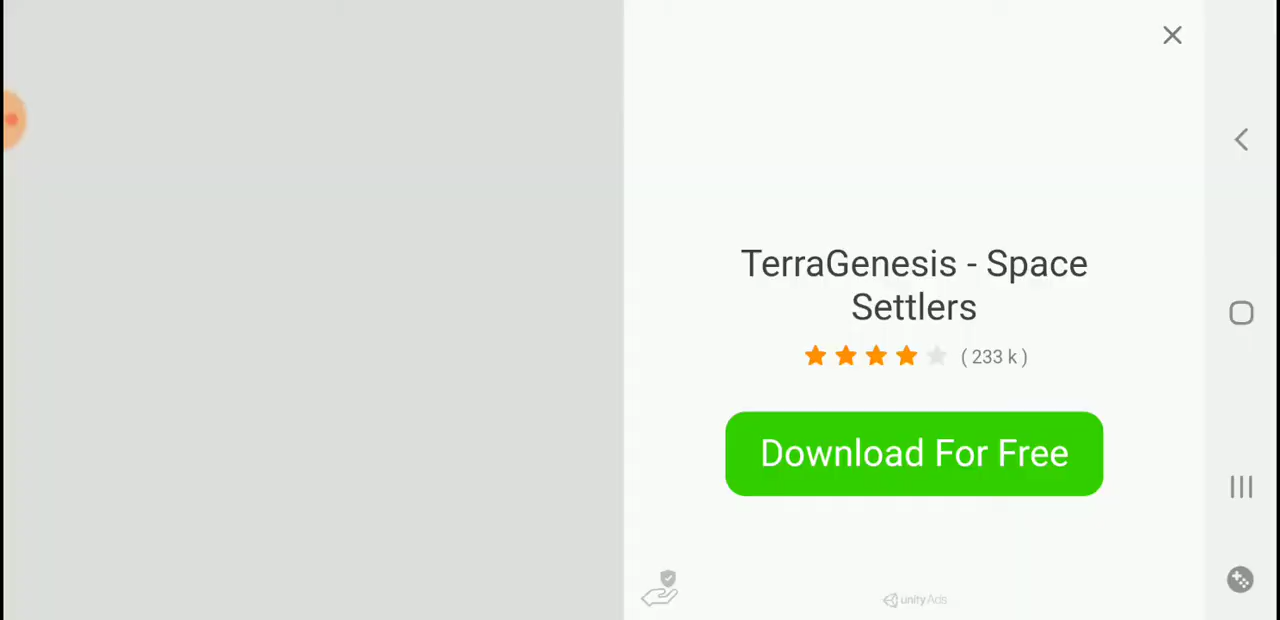 TerraGenesis - Space
Settlers
( 233 k )
Download For Free
unityAds